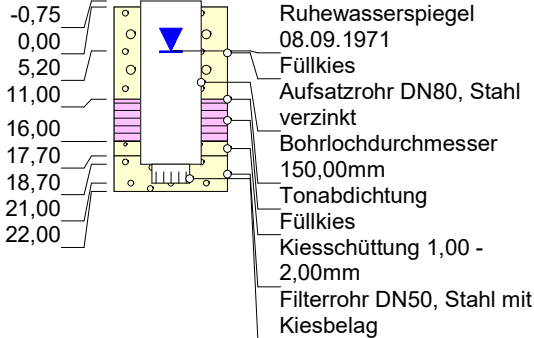 -0,75
0,00
5,20
11,00
16,00
17,70
18,70
21,00
22,00
Ruhewasserspiegel
08.09.1971
Füllkies
Aufsatzrohr DN80, Stahl
verzinkt
Bohrlochdurchmesser
150,00mm
Tonabdichtung
Füllkies
Kiesschüttung 1,00 -
2,00mm
Filterrohr DN50, Stahl mit
Kiesbelag